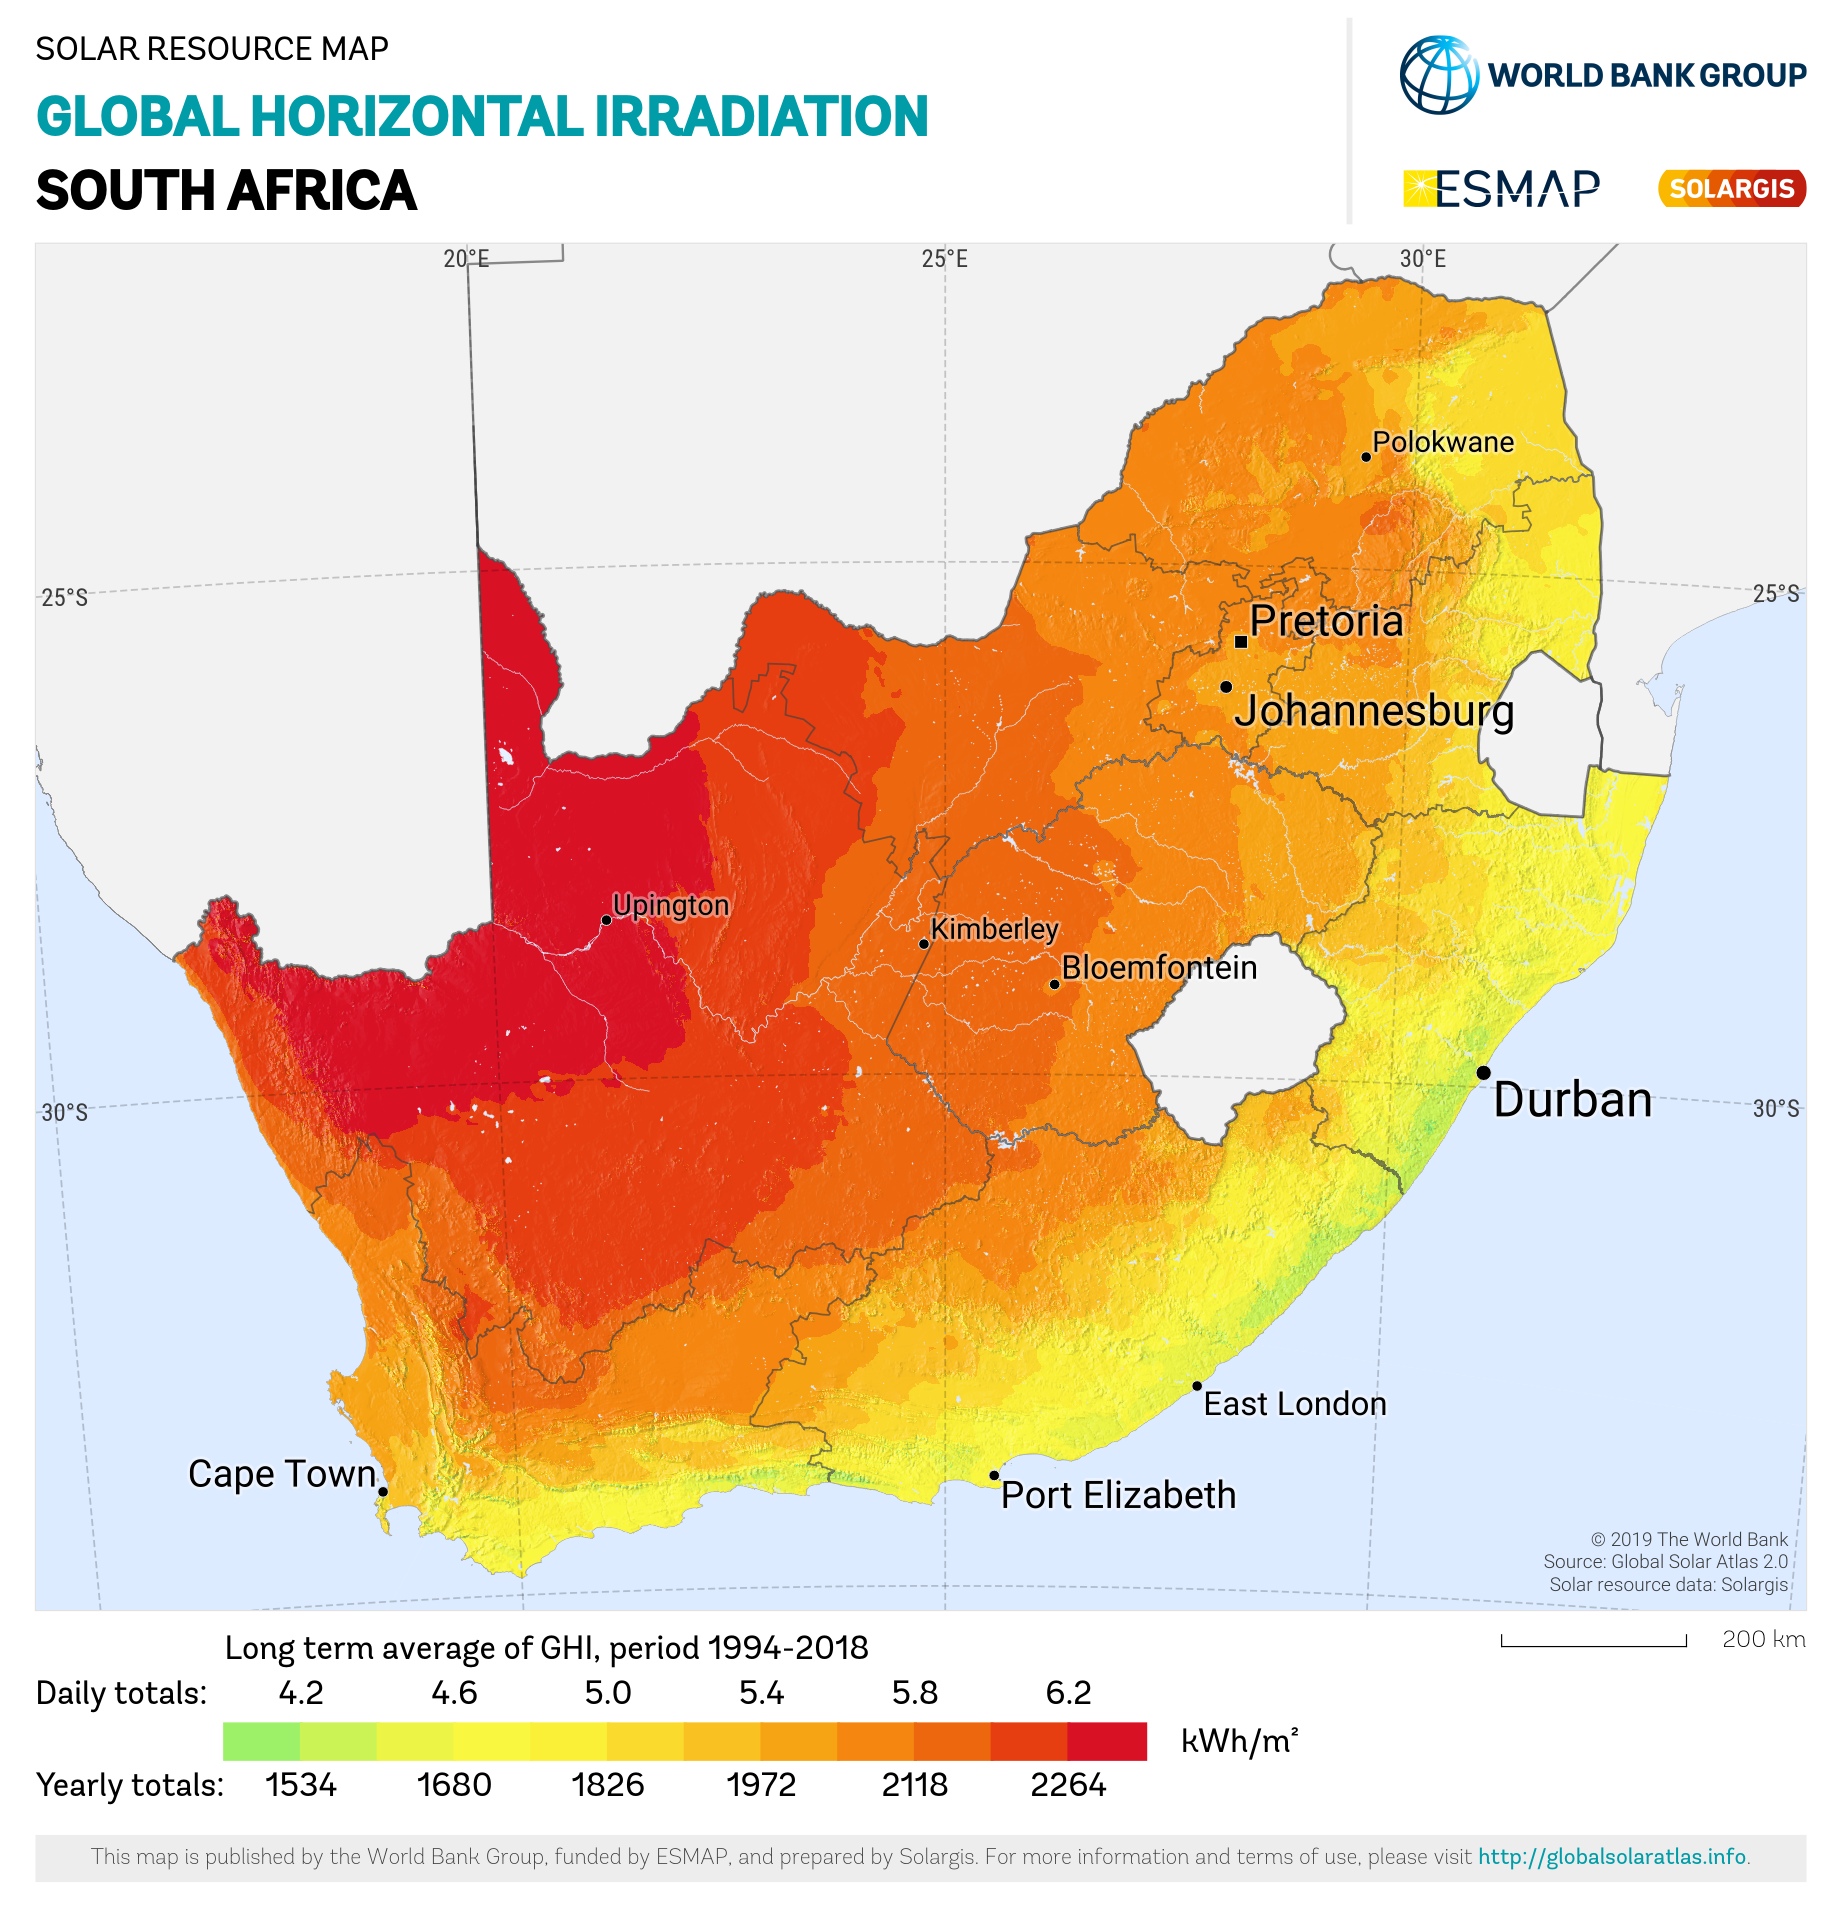 SOLAR RESOURCE MAP
GLOBAL HORIZONTAL IRRADIATION
SOUTH AFRICA
WORLD BANK GROUP
ESMAP
SOLARGIS
20°E
25°E
30°E
Polokwane
25°S
25°S
Pretoria
Johannesburg
Upington
Kimberley
Bloemfontein
30°S
30°S
Durban
East London
Cape Town
Port Elizabeth
© 2019 The World Bank
Source: Global Solar Atlas 2.0
Solar resource data: Solargis
Long term average of GHI, period 1994-2018
200 km
Daily totals: 4.2 4.6 5.0 5.4 5.8 6.2
kWh/m²
Yearly totals: 1534 1680 1826 1972 2118 2264
This map is published by the World Bank Group, funded by ESMAP, and prepared by Solargis. For more information and terms of use, please visit http://globalsolaratlas.info.